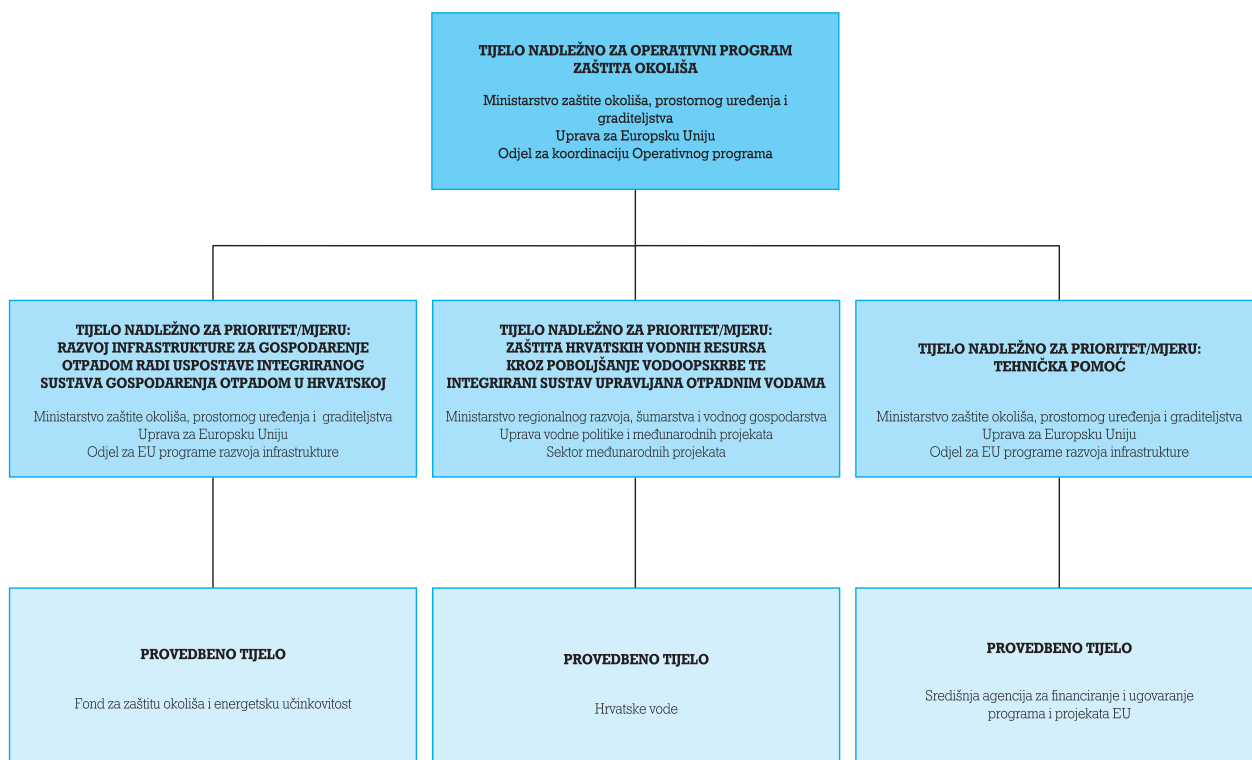 TIJELO NADLEŽNO ZA OPERATIVNI PROGRAM
ZAŠTITA OKOLIŠA
Ministarstvo zaštite okoliša, prostornog uređenja i
graditeljstva
Uprava za Europsku Uniju
Odjel za koordinaciju Operativnog programa
TIJELO NADLEŽNO ZA PRIORITET/MJERU:
RAZVOJ INFRASTRUKTURE ZA GOSPODARENJE
OTPADOM RADI USPOSTAVE INTEGRIRANOG
SUSTAVA GOSPODARENJA OTPADOM U HRVATSKOJ
Ministarstvo zaštite okoliša, prostornog uređenja i graditeljstva
Uprava za Europsku Uniju
Odjel za EU programe razvoja infrastrukture
TIJELO NADLEŽNO ZA PRIORITET/MJERU:
ZAŠTITA HRVATSKIH VODNIH RESURSA
KROZ POBOLJŠANJE VODOOPSKRBE TE
INTEGRIRANI SUSTAV UPRAVLJANA OTPADNIM VODAMA
Ministarstvo regionalnog razvoja, šumarstva i vodnog gospodarstva
Uprava vodne politike i međunarodnih projekata
Sektor međunarodnih projekata
TIJELO NADLEŽNO ZA PRIORITET/MJERU:
TEHNIČKA POMOĆ
Ministarstvo zaštite okoliša, prostornog uređenja i graditeljstva
Uprava za Europsku Uniju
Odjel za EU programe razvoja infrastrukture
PROVEDBENO TIJELO
Fond za zaštitu okoliša i energetsku učinkovitost
PROVEDBENO TIJELO
Hrvatske vode
PROVEDBENO TIJELO
Središnja agencija za financiranje i ugovaranje
programa i projekata EU